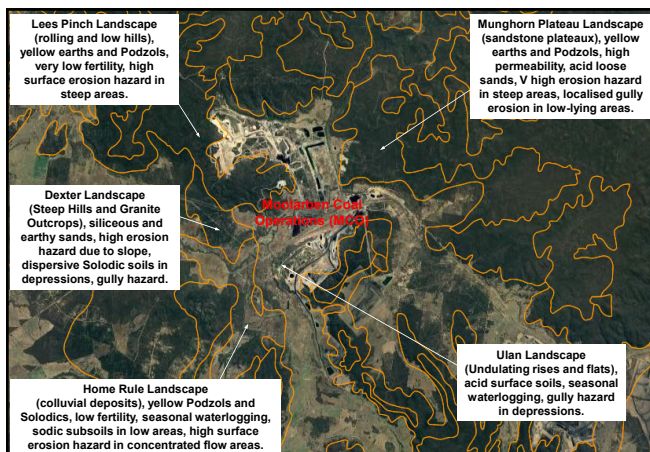 Lees Pinch Landscape
(rolling and low hills),
yellow earths and Podzols,
very low fertility, high
surface erosion hazard in
steep areas.
Munghorn Plateau Landscape
(sandstone plateaux), yellow
earths and Podzols, high
permeability, acid loose
sands, V high erosion hazard
in steep areas, localised gully
erosion in low-lying areas.
Dexter Landscape
(Steep Hills and Granite
Outcrops), siliceous and
earthy sands, high erosion
hazard due to slope,
dispersive Solodic soils in
depressions, gully hazard.
Moolarben Coal
Operations (MCO)
Home Rule Landscape
(colluvial deposits), yellow Podzols and
Solodics, low fertility, seasonal waterlogging,
sodic subsoils in low areas, high surface
erosion hazard in concentrated flow areas.
Ulan Landscape
(Undulating rises and flats),
acid surface soils, seasonal
waterlogging, gully hazard
in depressions.